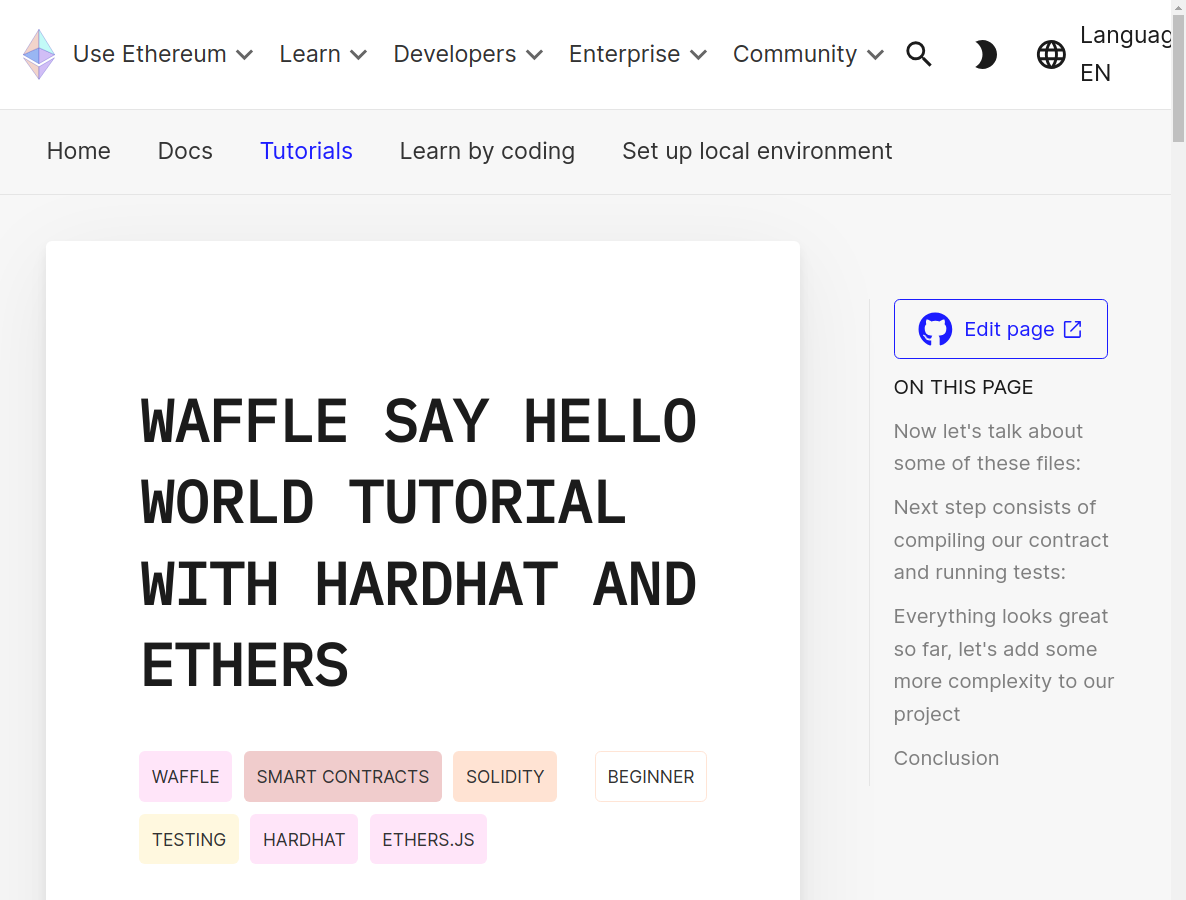 Use Ethereum Learn Developers Enterprise Community
Languag
EN
Home Docs Tutorials Learn by coding Set up local environment
WAFFLE SAY HELLO
WORLD TUTORIAL
WITH HARDHAT AND
ETHERS
WAFFLE SMART CONTRACTS SOLIDITY BEGINNER
TESTING HARDHAT ETHERS.JS
Edit page
ON THIS PAGE
Now let's talk about
some of these files:
Next step consists of
compiling our contract
and running tests:
Everything looks great
so far, let's add some
more complexity to our
project
Conclusion